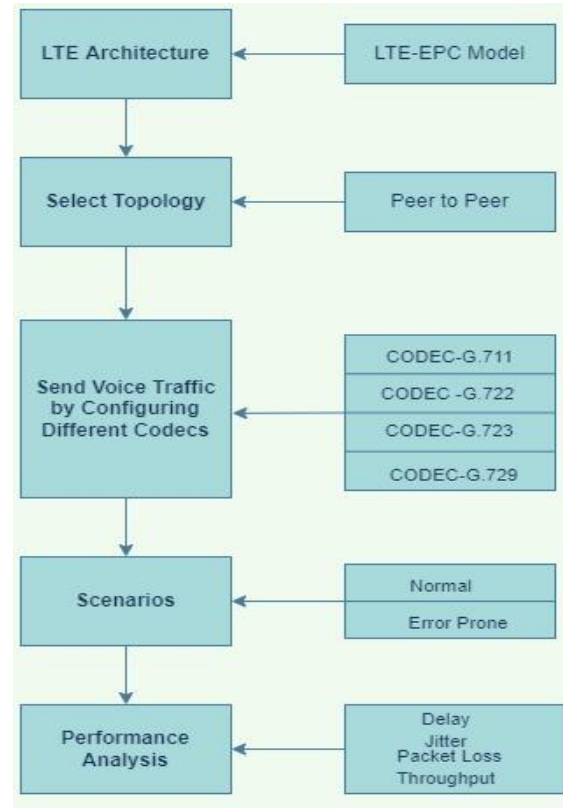 LTE Architecture
LTE-EPC Model
Select Topology
Peer to Peer
Send Voice Traffic
by Configuring
Different Codecs
CODEC-G.711
CODEC -G.722
CODEC-G.723
CODEC-G.729
Scenarios
Normal
Error Prone
Performance
Analysis
Delay
Jitter
Packet Loss
Throughput